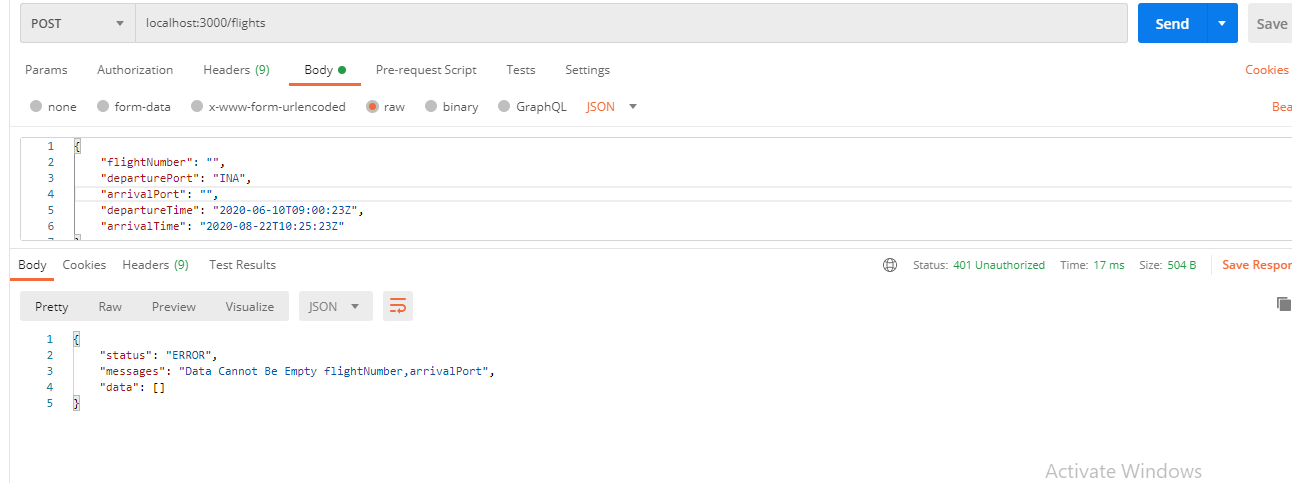 POST localhost:3000/flights Send Save
Params Authorization Headers (9) Body Pre-request Script Tests Settings Cookies
none form-data x-www-form-urlencoded raw binary GraphQL JSON Bea
1 {
2 "flightNumber": "",
3 "departurePort": "INA",
4 "arrivalPort": "",
5 "departureTime": "2020-06-10T09:00:23Z",
6 "arrivalTime": "2020-08-22T10:25:23Z"
Body Cookies Headers (9) Test Results Status: 401 Unauthorized Time: 17 ms Size: 504 B Save Respor
Pretty Raw Preview Visualize JSON
1 {
2 "status": "ERROR",
3 "messages": "Data Cannot Be Empty flightNumber,arrivalPort",
4 "data": []
5 }
Activate Windows